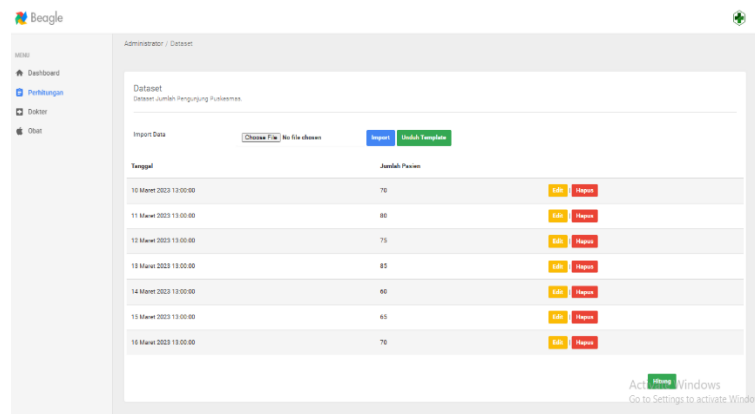 Beagle
Administrator / Dataset
MENU
Dashboard
Perhitungan
Dokter
Obat
Dataset
Dataset Jumlah Pengunjung Puskesmas
Import Data Choose File No file chosen Import Unduh Template
Tanggal Jumlah Pasien
10 Maret 2023 13:00:00 70 Edit | Hapus
11 Maret 2023 13:00:00 80 Edit | Hapus
12 Maret 2023 13:00:00 75 Edit | Hapus
13 Maret 2023 13:00:00 85 Edit | Hapus
14 Maret 2023 13:00:00 60 Edit | Hapus
15 Maret 2023 13:00:00 65 Edit | Hapus
16 Maret 2023 13:00:00 70 Edit | Hapus
Hitung
Windows
Go to Settings to activate